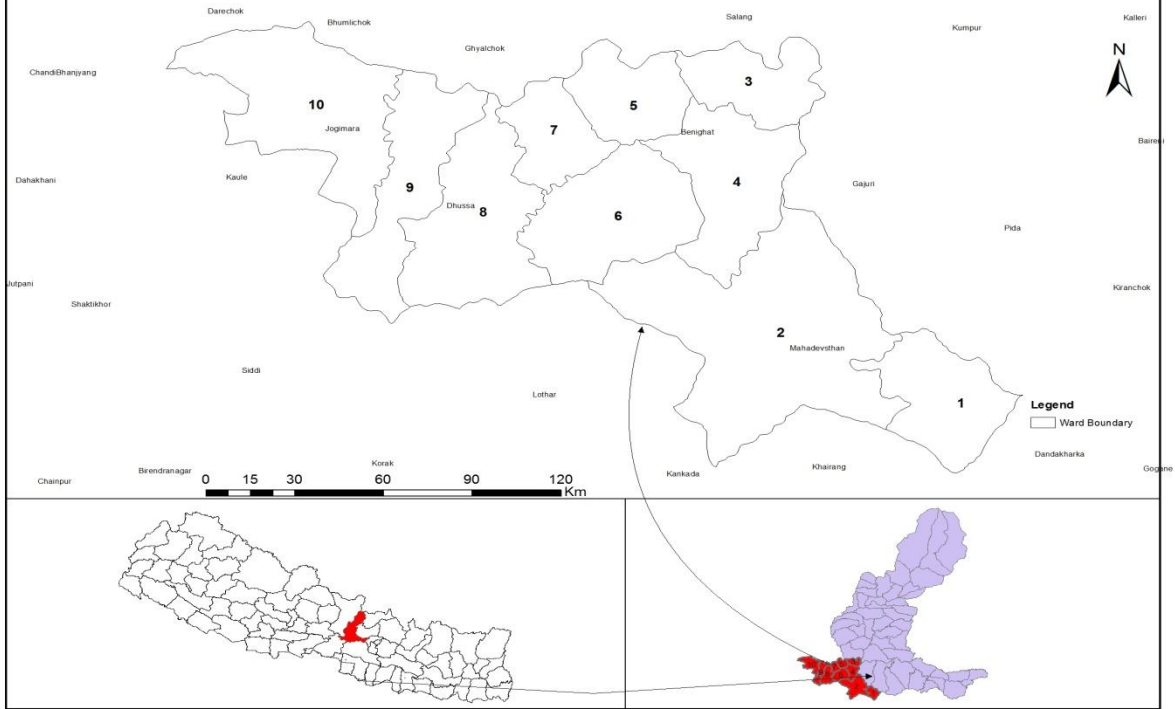 Darechok
Bhumlichok
Salang
Kumpur
Kalleri
Ghyalchok
N
ChandiBhanjyang
3
10
5
7
Jogimara
Benighat
Baireni
Dahakhani
Kaule
9
4
Gajuri
Dhussa
8
6
Pida
Jutpani
Shaktikhor
Kiranchok
2
Mahadevsthan
Siddi
Lothar
1
Legend
Ward Boundary
Dandakharka
Birendranagar
Korak
Kankada
Khairang
Gogane
Chainpur
0 15 30 60 90 120
Km